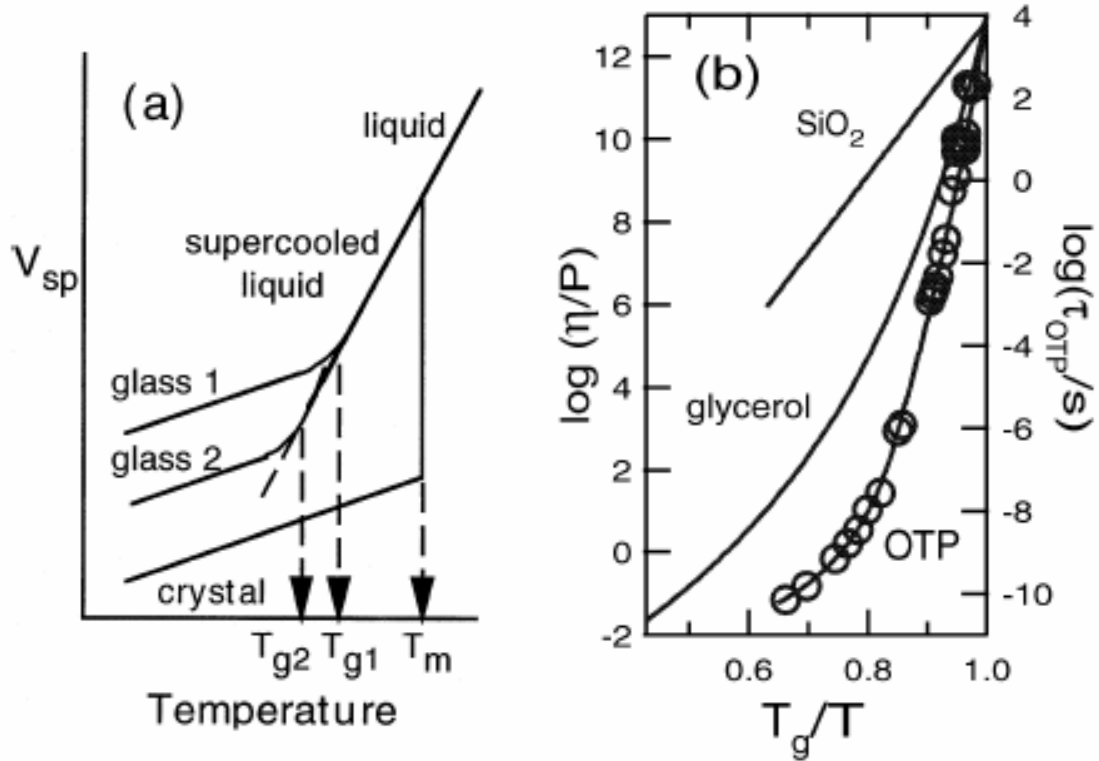 (a)
liquid
supercooled
liquid
V_sp
glass 1
glass 2
crystal
T_g2 T_g1 T_m
Temperature
(b)
SiO₂
glycerol
OTP
log (η/P)
12
10
8
6
4
2
0
-2
4
2
0
-2
-4
-6
-8
-10
log(τ_OTP/s)
0.6 0.8 1.0
T_g/T